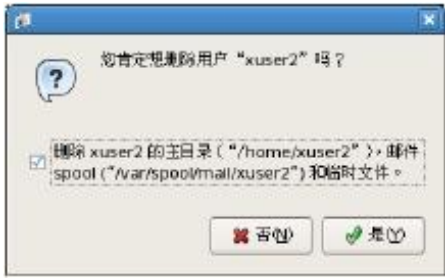 您肯定想删除用户“xuser2”吗？
删除 xuser2 的主目录（“/home/xuser2”），邮件
spool (“/var/spool/mail/xuser2”) 和临时文件。
否(N)
是(Y)